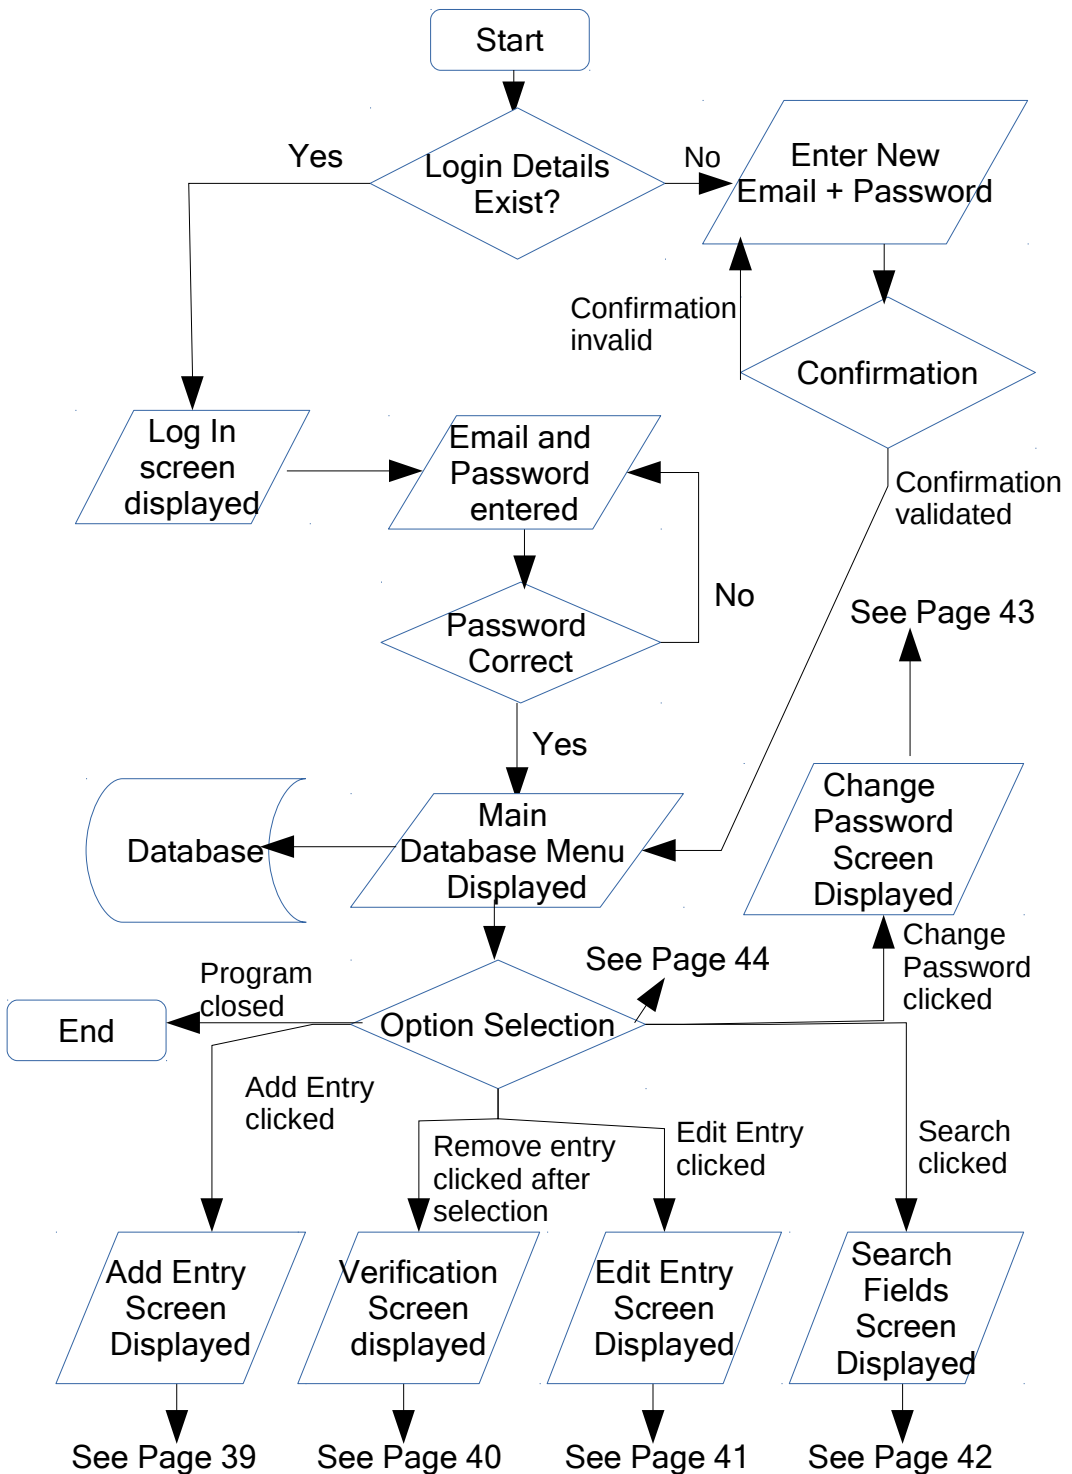 Start
Yes
Login Details
Exist?
No
Enter New
Email + Password
Confirmation
invalid
Confirmation
Log In
screen
displayed
Email and
Password
entered
Confirmation
validated
No
See Page 43
Password
Correct
Yes
Database
Main
Database Menu
Displayed
Change
Password
Screen
Displayed
Change
Password
clicked
See Page 44
Program
closed
End
Option Selection
Add Entry
clicked
Remove entry
clicked after
selection
Edit Entry
clicked
Search
clicked
Add Entry
Screen
Displayed
Verification
Screen
displayed
Edit Entry
Screen
Displayed
Search
Fields
Screen
Displayed
See Page 39
See Page 40
See Page 41
See Page 42